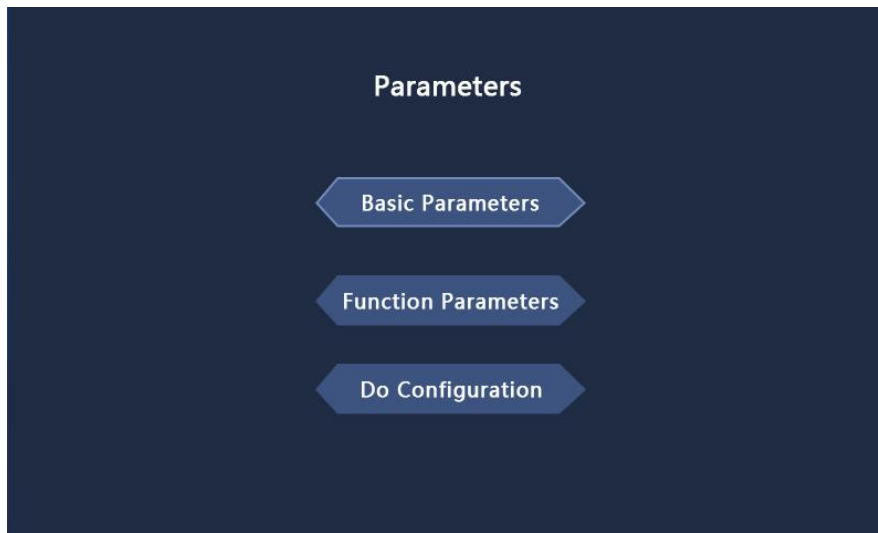 Parameters
Basic Parameters
Function Parameters
Do Configuration